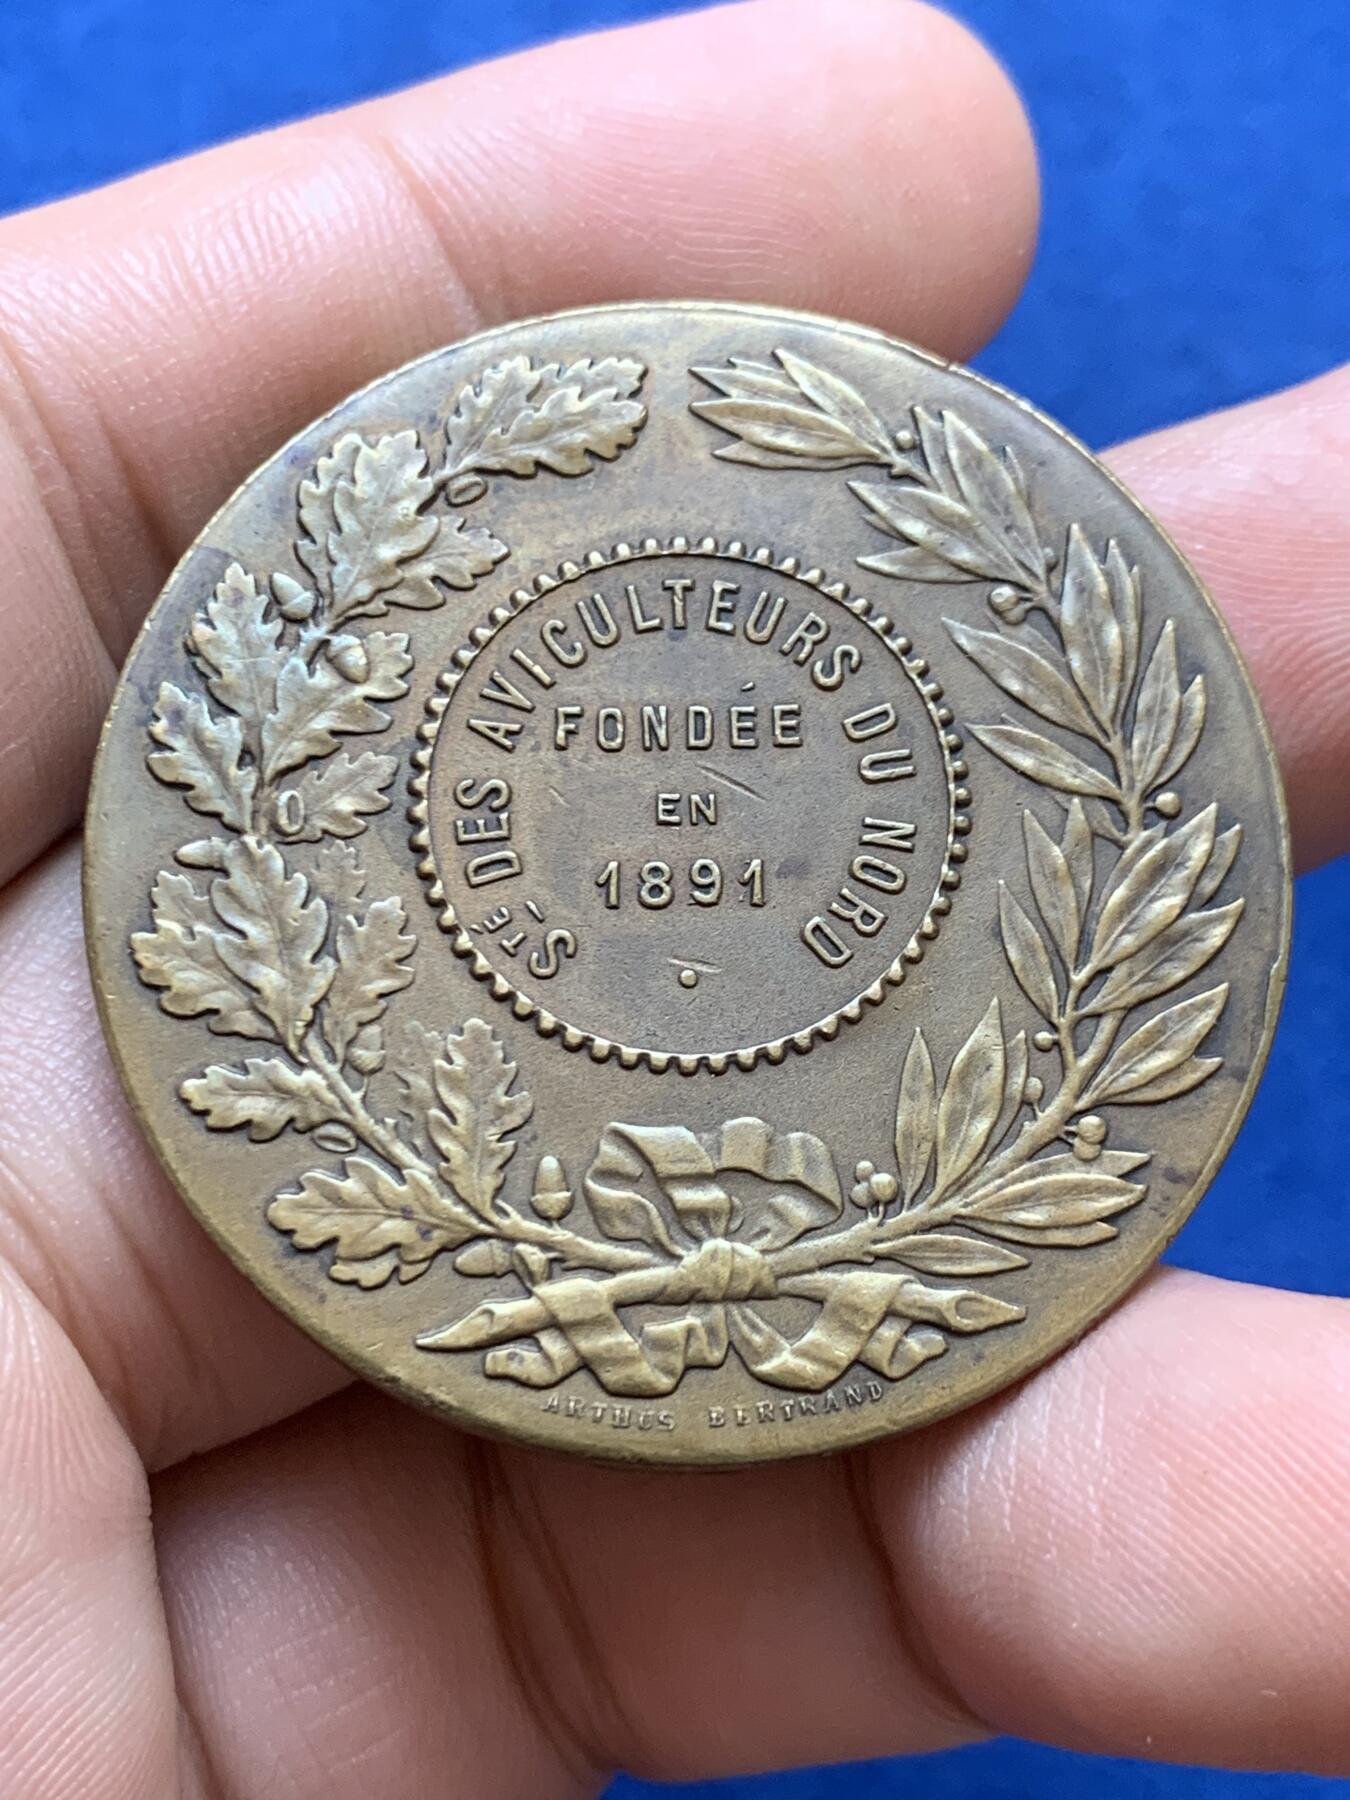 STÉ DES AVICULTEURS DU NORD
FONDÉE
EN
1891
ARTHUS BERTRAND